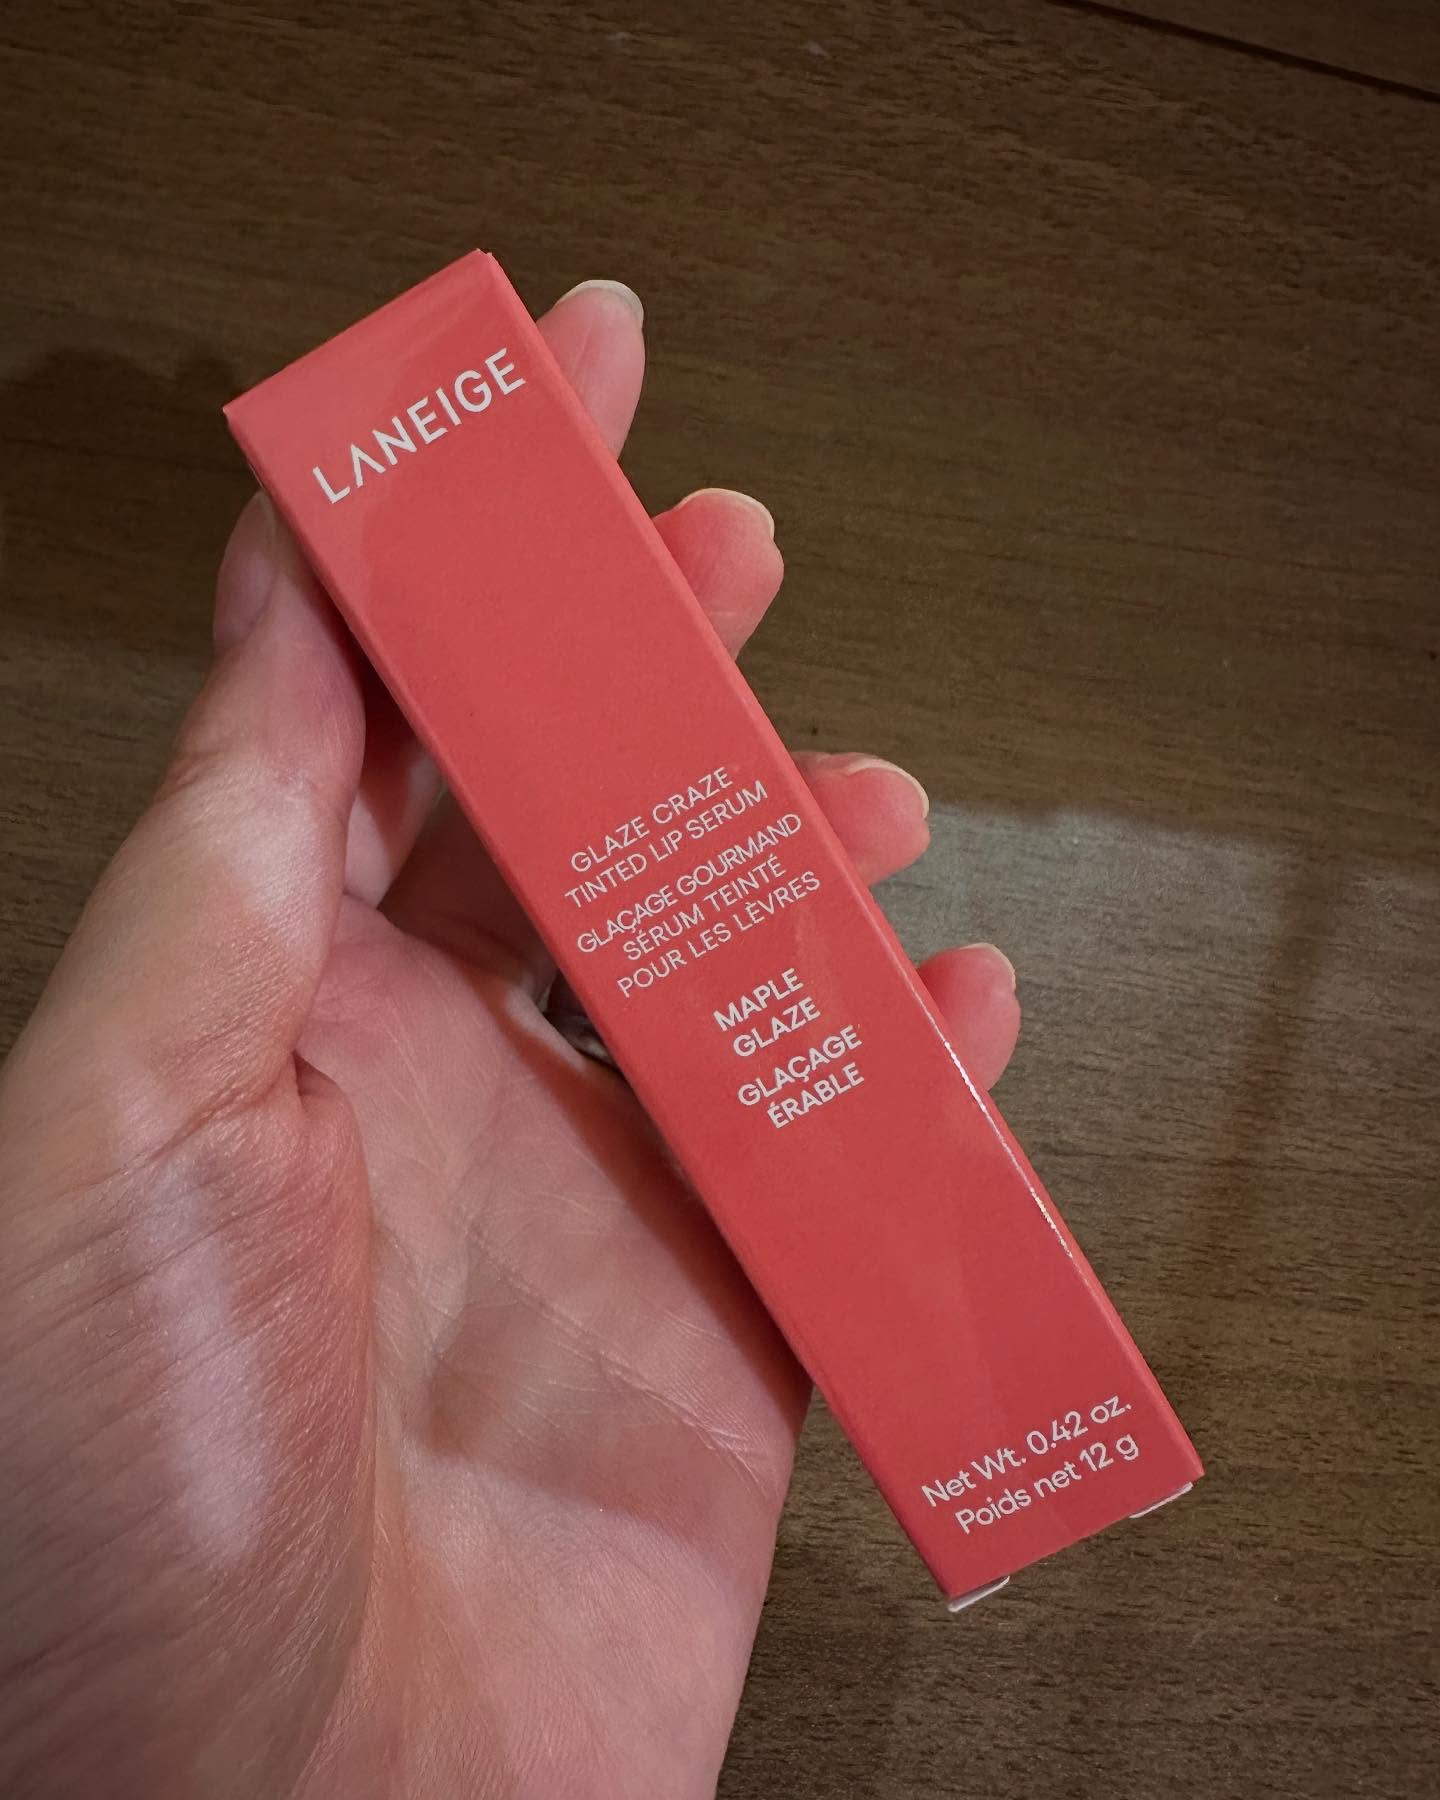 LANEIGE
GLAZE CRAZE
TINTED LIP SERUM
GLAÇAGE GOURMAND
SÉRUM TEINTÉ
POUR LES LÈVRES
MAPLE
GLAZE
GLAÇAGE
ÉRABLE
Net Wt. 0.42 oz.
Poids net 12 g